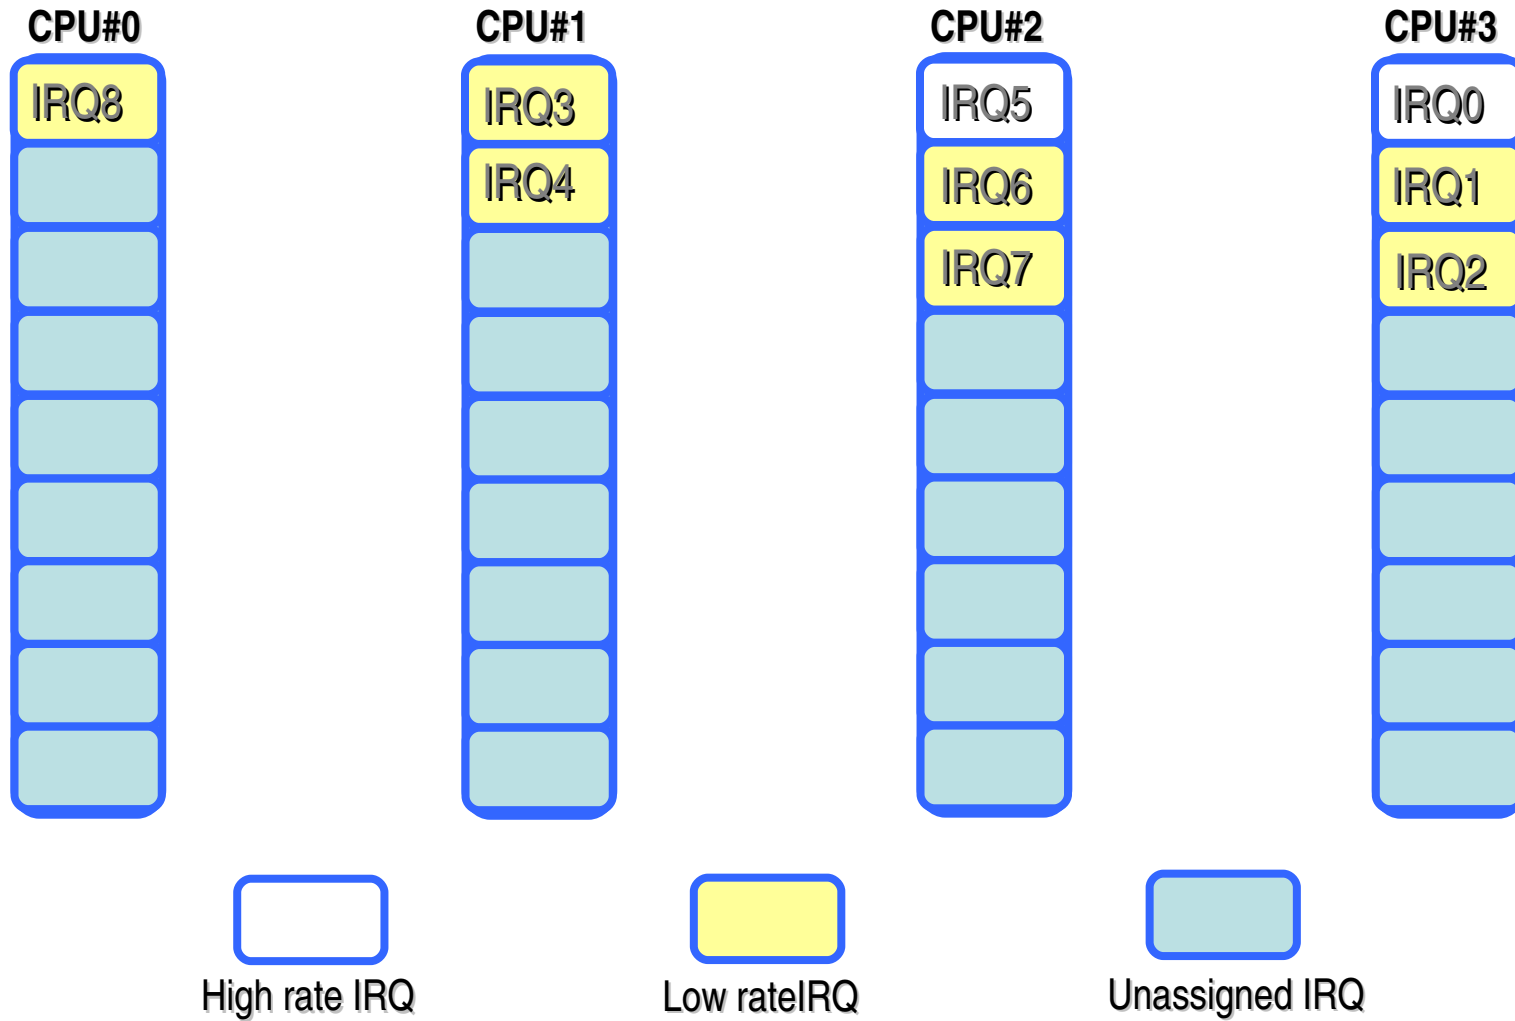 CPU#0 CPU#1 CPU#2 CPU#3
IRQ8 IRQ3 IRQ5 IRQ0
IRQ4 IRQ6 IRQ1
IRQ7 IRQ2
High rate IRQ Low rateIRQ Unassigned IRQ